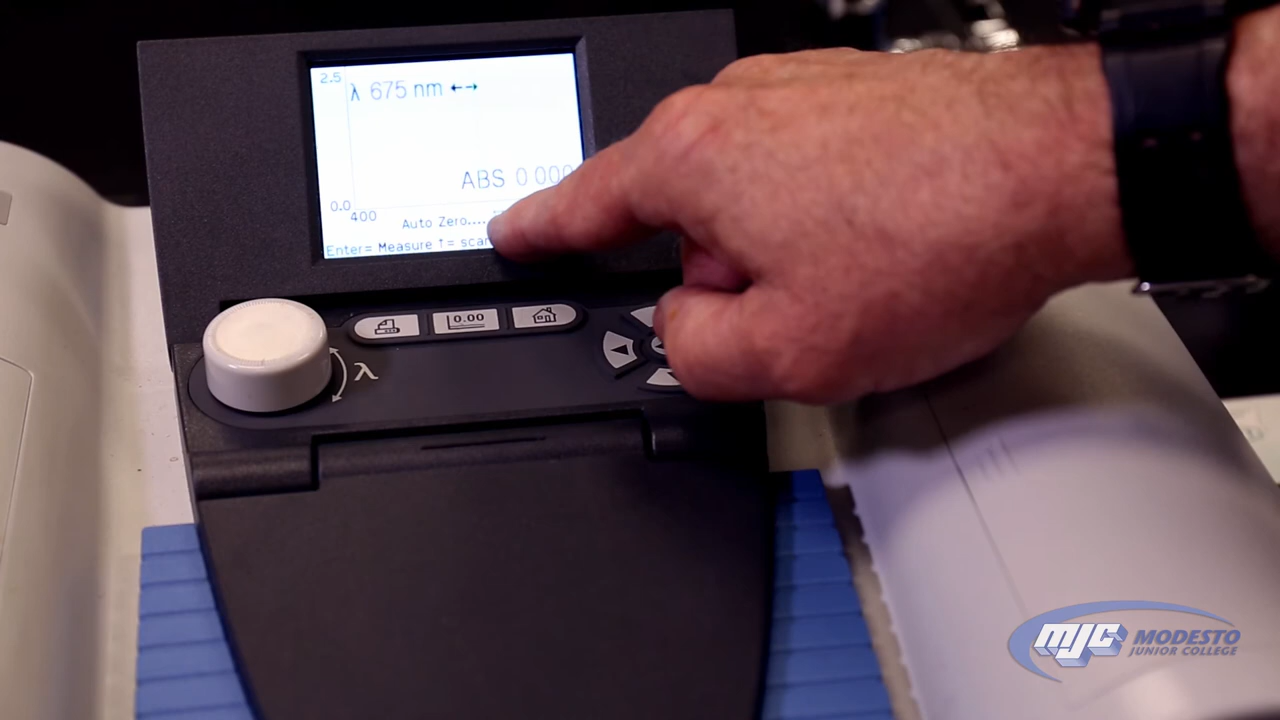 2.5
λ 675 nm ←→
ABS 0.000
0.0
400
Auto Zero....
Enter= Measure ↑= scan
0.00
λ
MJC MODESTO
JUNIOR COLLEGE